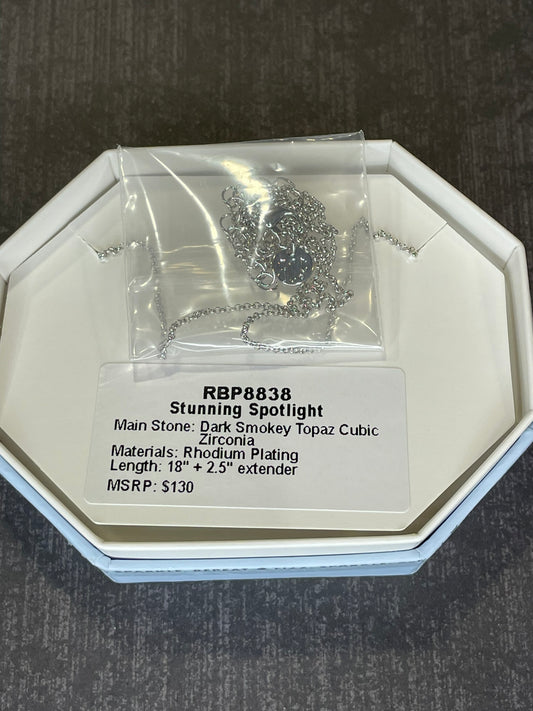 RBP8838
Stunning Spotlight
Main Stone: Dark Smokey Topaz Cubic
Zirconia
Materials: Rhodium Plating
Length: 18" + 2.5" extender
MSRP: $130